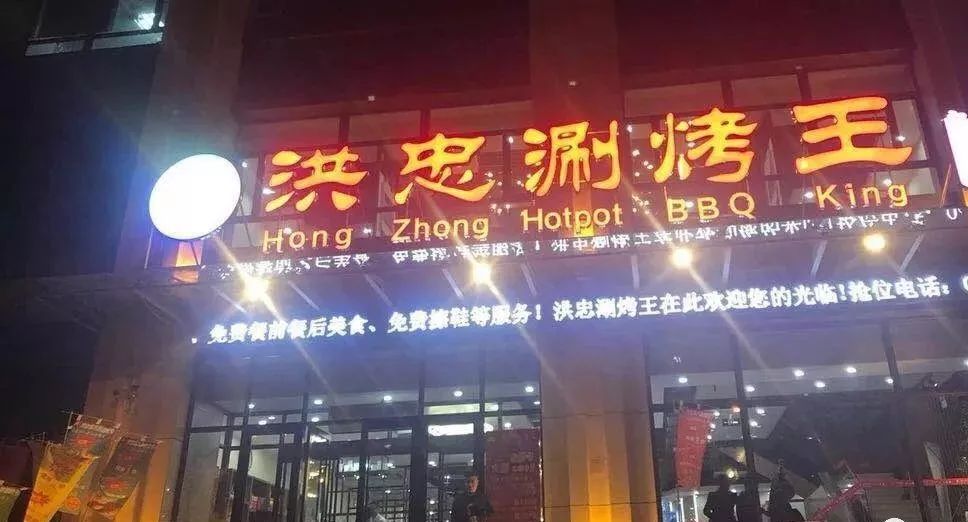 洪忠涮烤王
Hong Zhong Hotpot BBQ King
免费餐前餐后美食、免费擦鞋等服务！洪忠涮烤王在此欢迎您的光临！抢位电话：